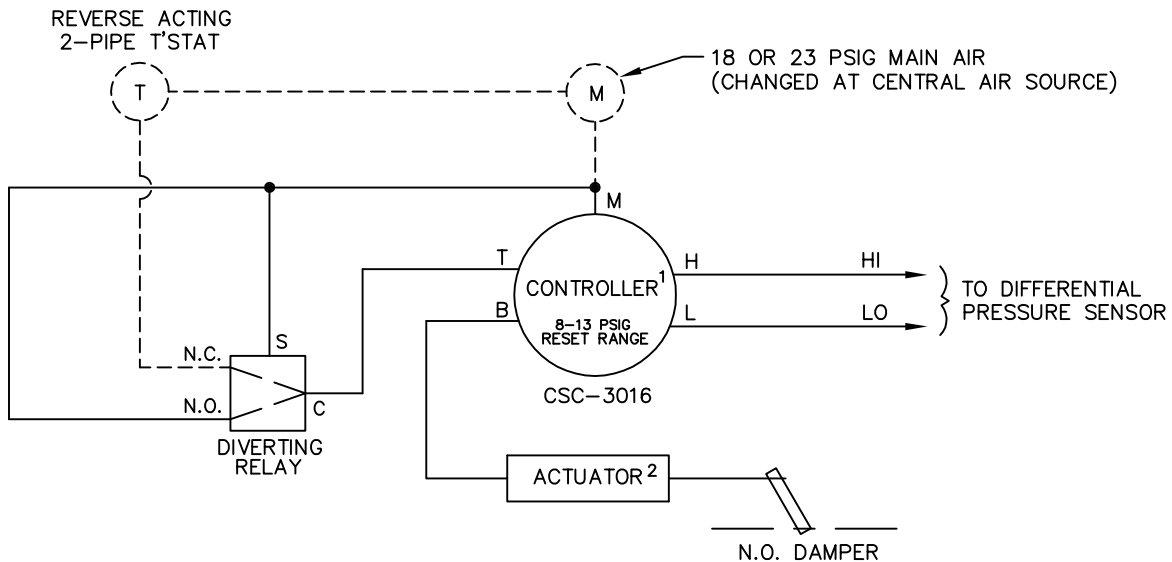 REVERSE ACTING
2-PIPE T'STAT
T
M
18 OR 23 PSIG MAIN AIR
(CHANGED AT CENTRAL AIR SOURCE)
M
T
B
CONTROLLER1
8-13 PSIG
RESET RANGE
H
HI
L
LO
TO DIFFERENTIAL
PRESSURE SENSOR
CSC-3016
S
N.C.
N.O.
C
DIVERTING
RELAY
ACTUATOR2
N.O. DAMPER